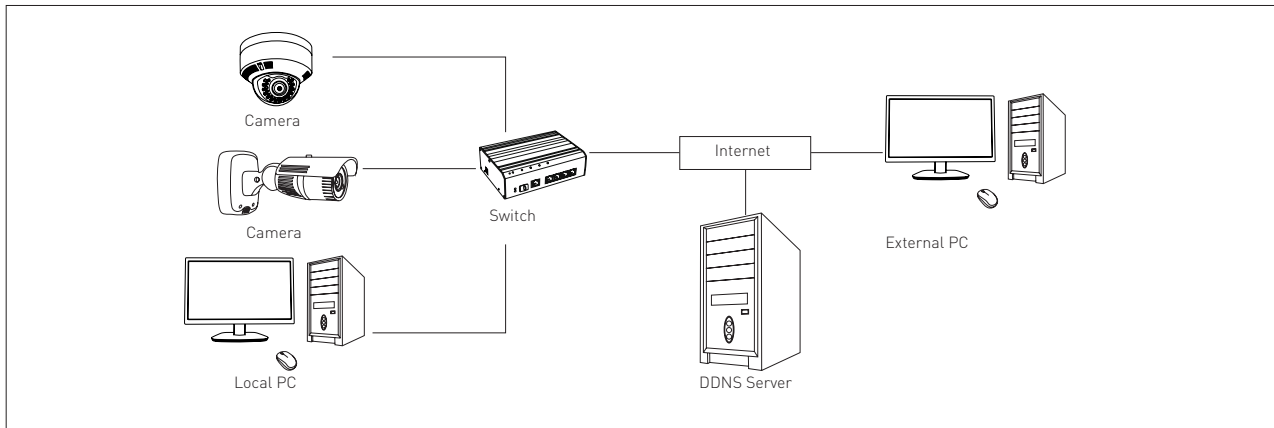 Camera
Camera
Local PC
Switch
Internet
DDNS Server
External PC